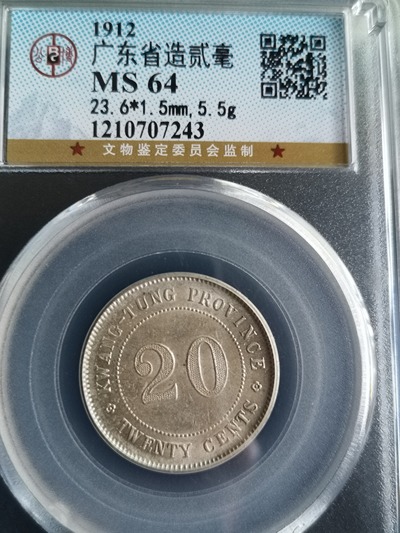 1912
广东省造贰毫
MS 64
23.6*1.5mm,5.5g
1210707243
★ 文物鉴定委员会监制 ★
KWANG-TUNG PROVINCE
20
TWENTY CENTS